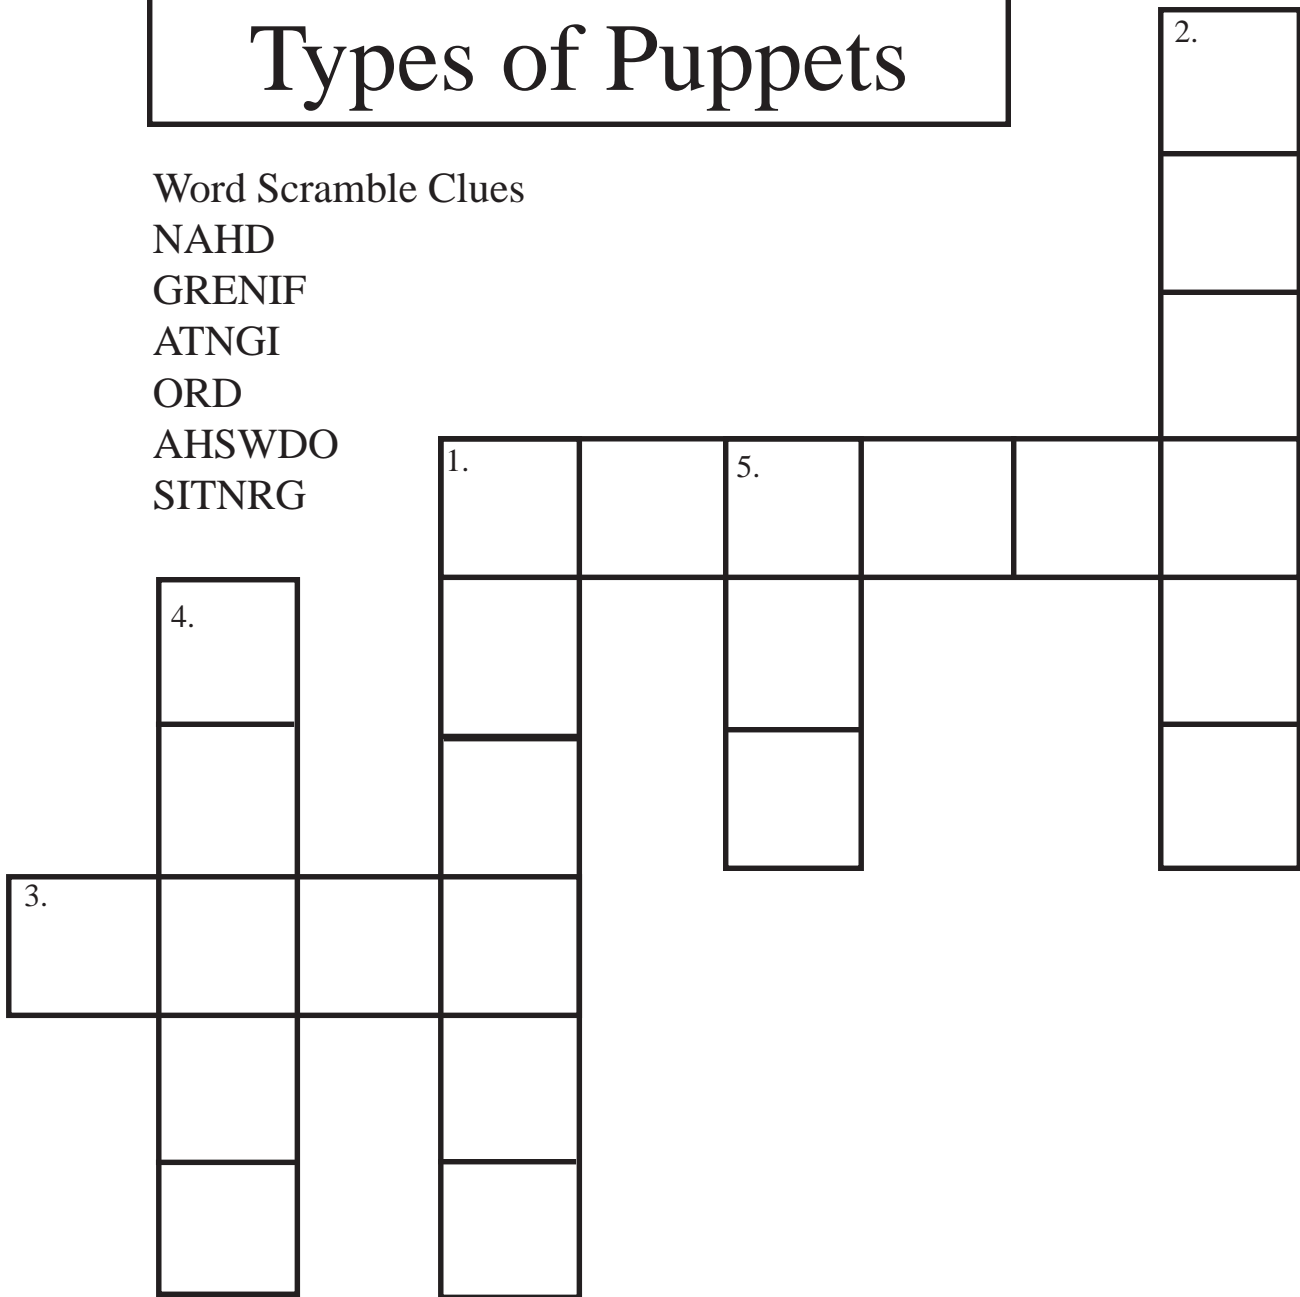 Types of Puppets
2.
Word Scramble Clues
NAHD
GRENIF
ATNGI
ORD
AHSWDO
SITNRG
1.
5.
4.
3.